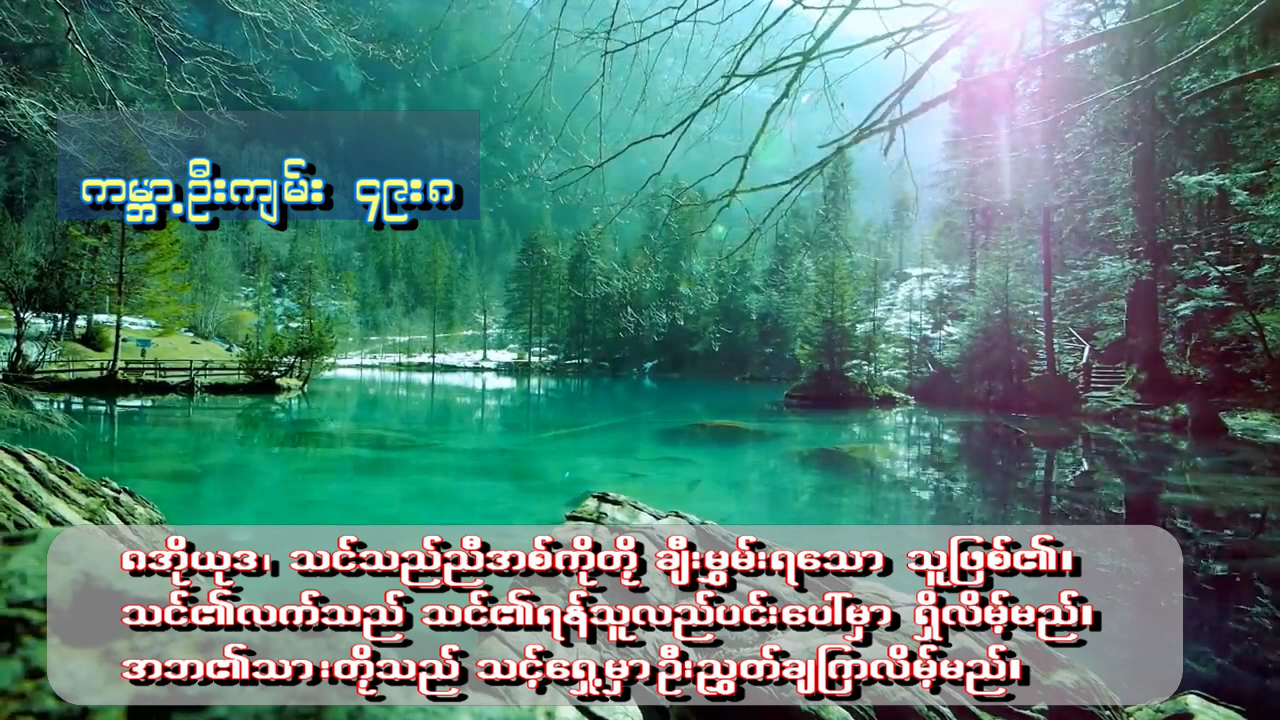 ကမ္ဘာ့ဦးကျမ်း ၄၉း၈
၈အိုယုဒ၊ သင်သည်ညီအစ်ကိုတို့ ချီးမွှမ်းရသော သူဖြစ်၏။
သင်၏လက်သည် သင်၏ရန်သူလည်ပင်းပေါ်မှာ ရှိလိမ့်မည်။
အဘ၏သားတို့သည် သင့်ရှေ့မှာဦးညွှတ်ချကြလိမ့်မည်။